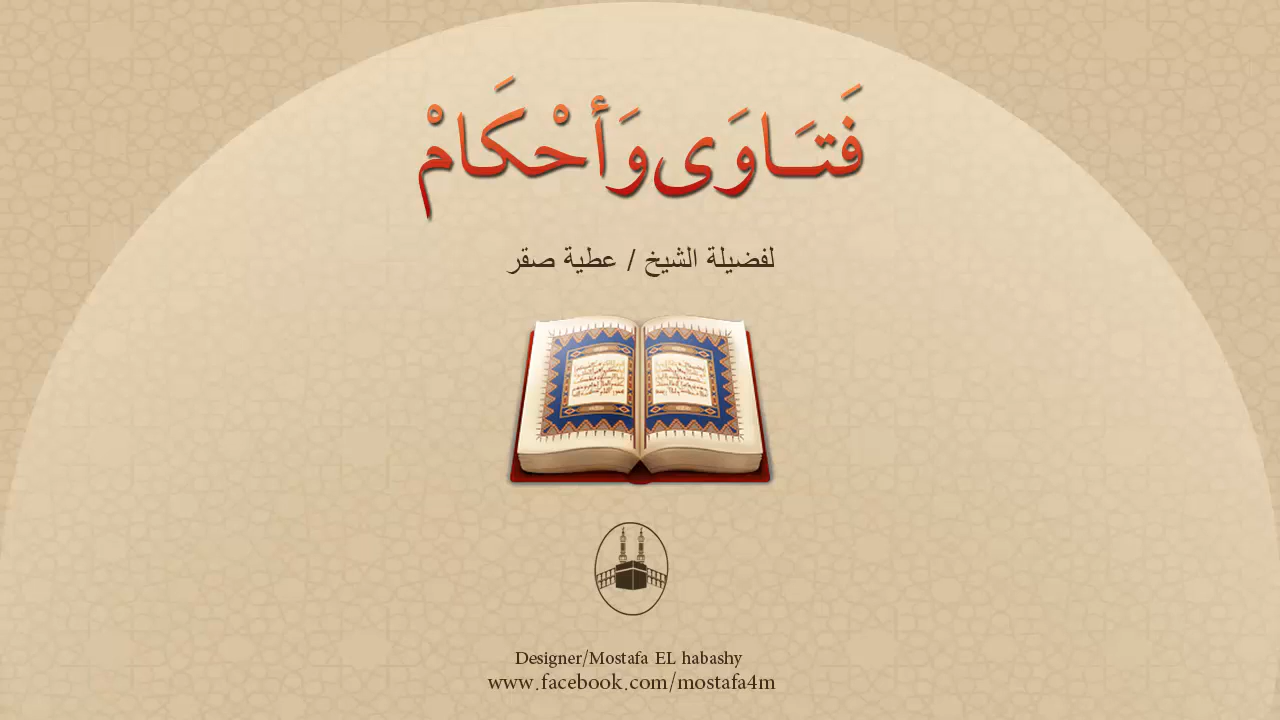 فَتَاوَى وَأَحْكَامْ
لفضيلة الشيخ / عطية صقر
Designer/Mostafa EL habashy
www.facebook.com/mostafa4m